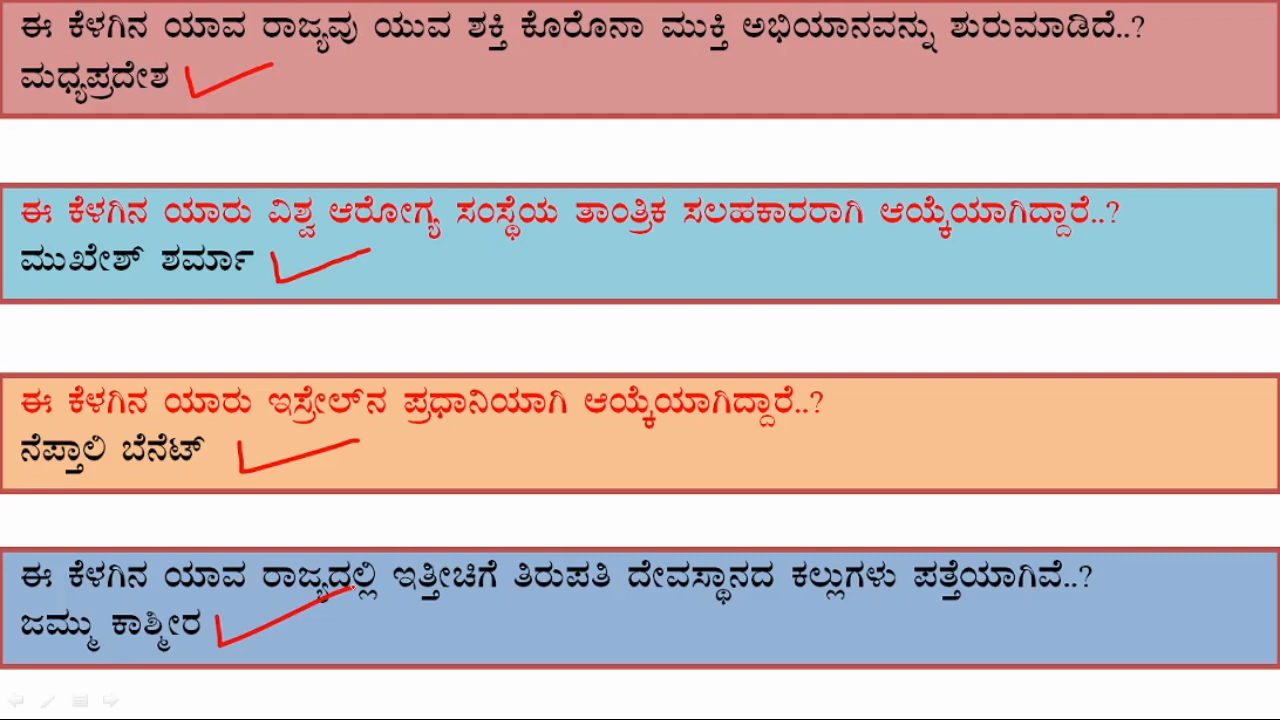 ಈ ಕೆಳಗಿನ ಯಾವ ರಾಜ್ಯವು ಯುವ ಶಕ್ತಿ ಕೊರೊನಾ ಮುಕ್ತಿ ಅಭಿಯಾನವನ್ನು ಶುರುಮಾಡಿದೆ..?
ಮಧ್ಯಪ್ರದೇಶ
ಈ ಕೆಳಗಿನ ಯಾರು ವಿಶ್ವ ಆರೋಗ್ಯ ಸಂಸ್ಥೆಯ ತಾಂತ್ರಿಕ ಸಲಹಕಾರರಾಗಿ ಆಯ್ಕೆಯಾಗಿದ್ದಾರೆ..?
ಮುಖೇಶ್ ಶರ್ಮಾ
ಈ ಕೆಳಗಿನ ಯಾರು ಇಸ್ರೇಲ್‌ನ ಪ್ರಧಾನಿಯಾಗಿ ಆಯ್ಕೆಯಾಗಿದ್ದಾರೆ..?
ನೆಪ್ತಾಲಿ ಬೆನೆಟ್
ಈ ಕೆಳಗಿನ ಯಾವ ರಾಜ್ಯದಲ್ಲಿ ಇತ್ತೀಚಿಗೆ ತಿರುಪತಿ ದೇವಸ್ಥಾನದ ಕಲ್ಲುಗಳು ಪತ್ತೆಯಾಗಿವೆ..?
ಜಮ್ಮು ಕಾಶ್ಮೀರ